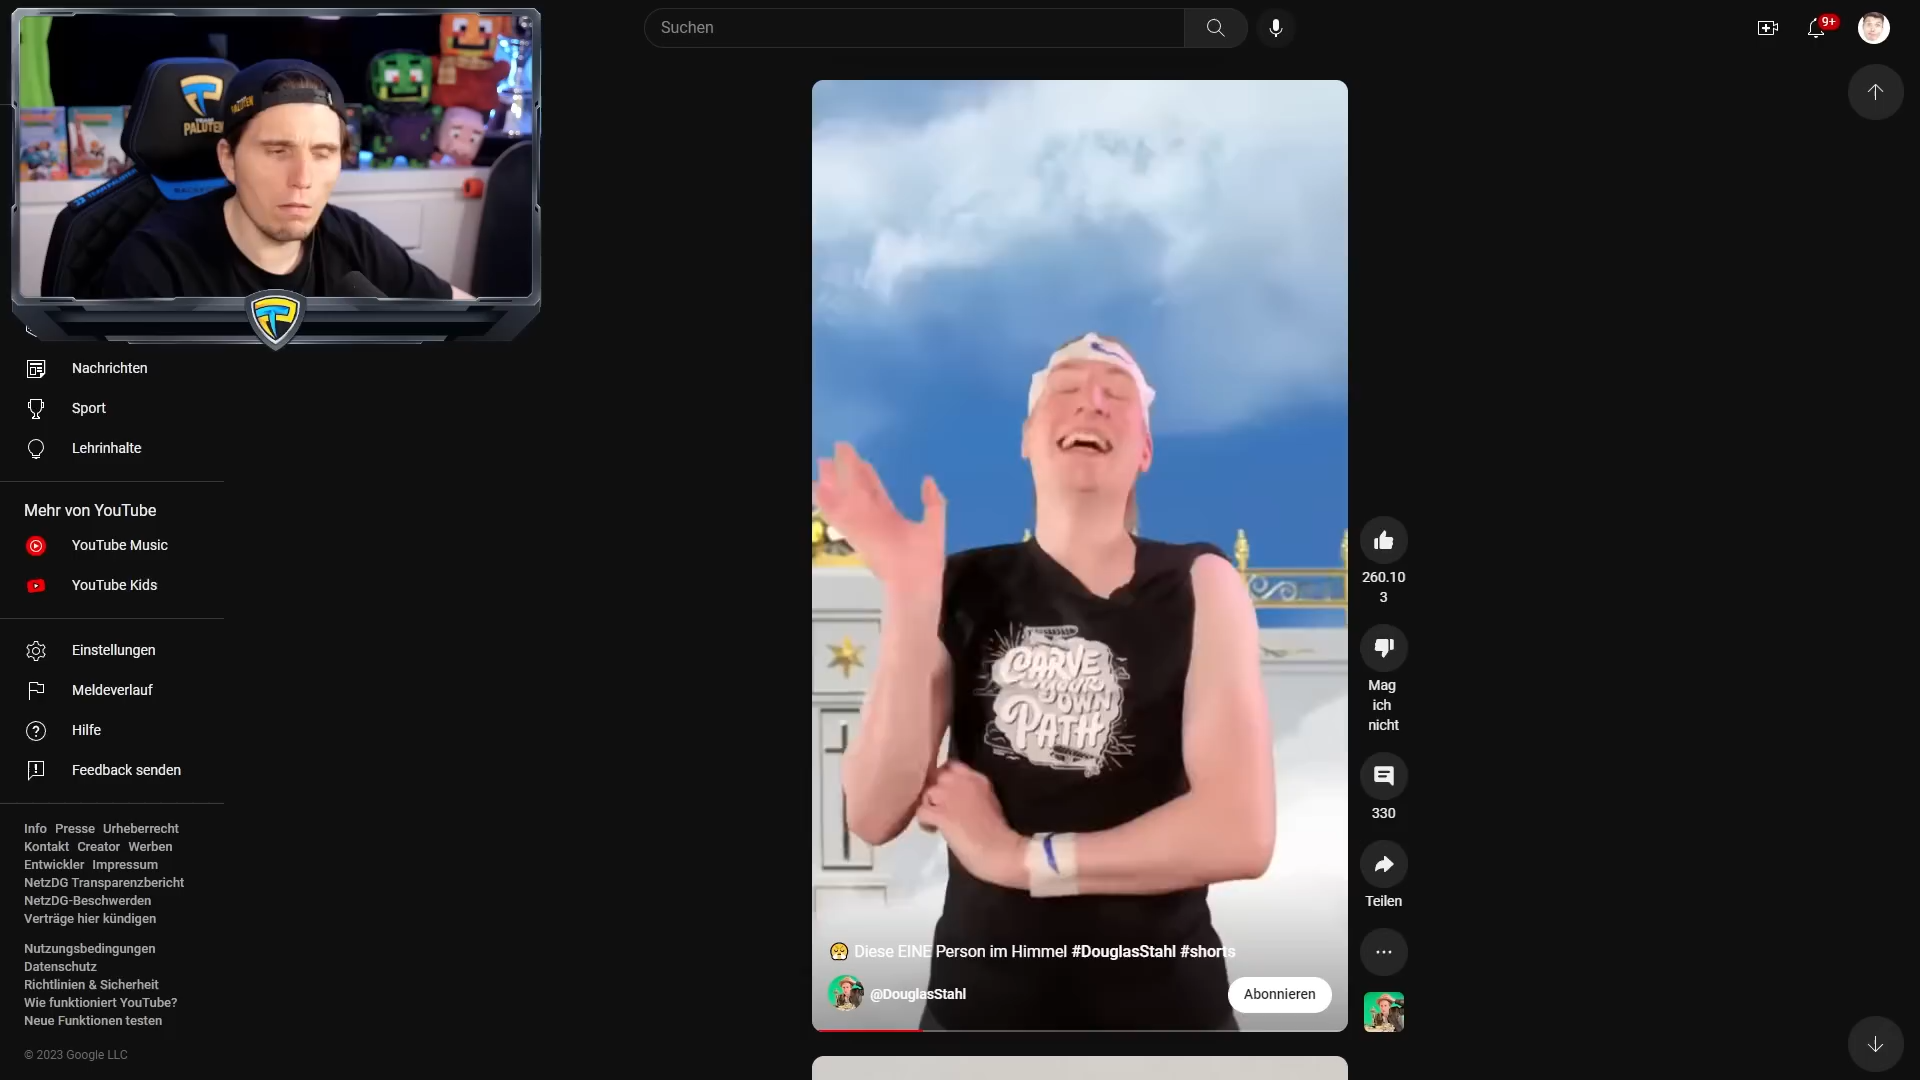 Suchen
9+
TEAM
PALUTEN
Nachrichten
Sport
Lehrinhalte
Mehr von YouTube
YouTube Music
YouTube Kids
Einstellungen
Meldeverlauf
Hilfe
Feedback senden
Info Presse Urheberrecht
Kontakt Creator Werben
Entwickler Impressum
NetzDG Transparenzbericht
NetzDG-Beschwerden
Verträge hier kündigen
Nutzungsbedingungen
Datenschutz
Richtlinien & Sicherheit
Wie funktioniert YouTube?
Neue Funktionen testen
© 2023 Google LLC
CARVE
YOUR
OWN
PATH
😤 Diese EINE Person im Himmel #DouglasStahl #shorts
@DouglasStahl
Abonnieren
260.10
3
Mag
ich
nicht
330
Teilen